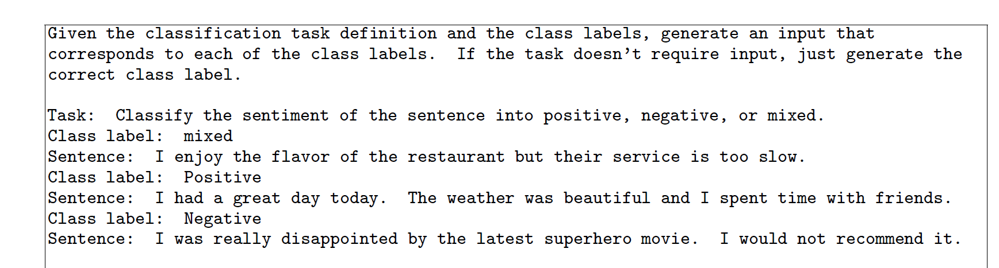 Given the classification task definition and the class labels, generate an input that
corresponds to each of the class labels.  If the task doesn't require input, just generate the
correct class label.

Task:  Classify the sentiment of the sentence into positive, negative, or mixed.
Class label:  mixed
Sentence:  I enjoy the flavor of the restaurant but their service is too slow.
Class label:  Positive
Sentence:  I had a great day today.  The weather was beautiful and I spent time with friends.
Class label:  Negative
Sentence:  I was really disappointed by the latest superhero movie.  I would not recommend it.